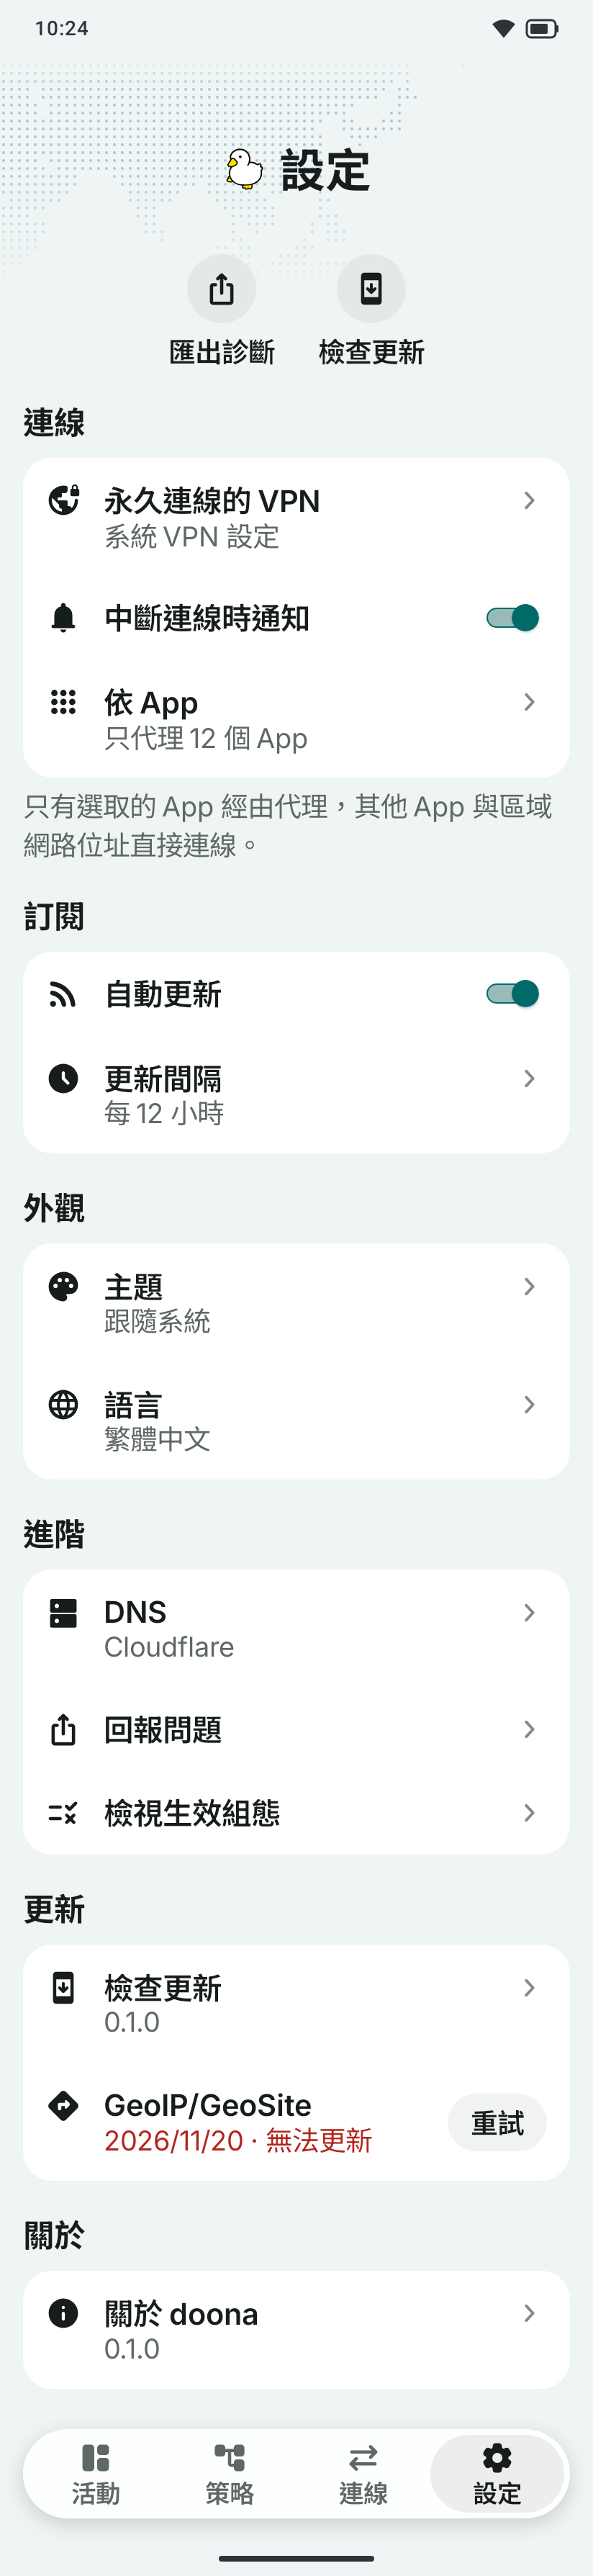 10:24
設定
匯出診斷
檢查更新
連線
永久連線的 VPN
系統 VPN 設定
中斷連線時通知
依 App
只代理 12 個 App
只有選取的 App 經由代理，其他 App 與區域
網路位址直接連線。
訂閱
自動更新
更新間隔
每 12 小時
外觀
主題
跟隨系統
語言
繁體中文
進階
DNS
Cloudflare
回報問題
檢視生效組態
更新
檢查更新
0.1.0
GeoIP/GeoSite
2026/11/20 · 無法更新
重試
關於
關於 doona
0.1.0
活動
策略
連線
設定